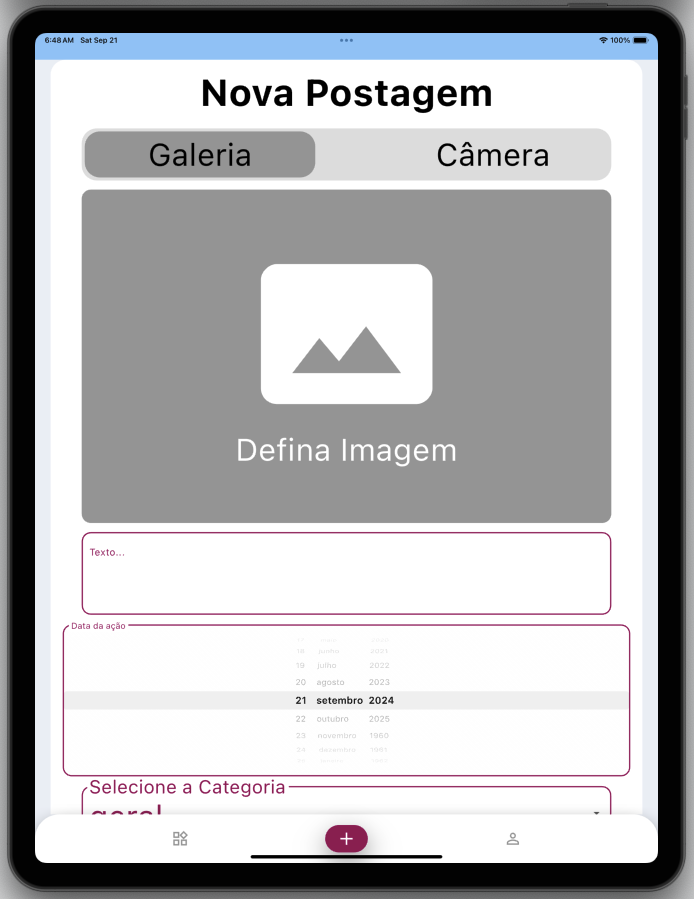 6:48 AM Sat Sep 21
100%
Nova Postagem
Galeria Câmera
Defina Imagem
Texto...
Data da ação
18 junho 2021
19 julho 2022
20 agosto 2023
21 setembro 2024
22 outubro 2025
23 novembro 1960
24 dezembro 1961
Selecione a Categoria
geral